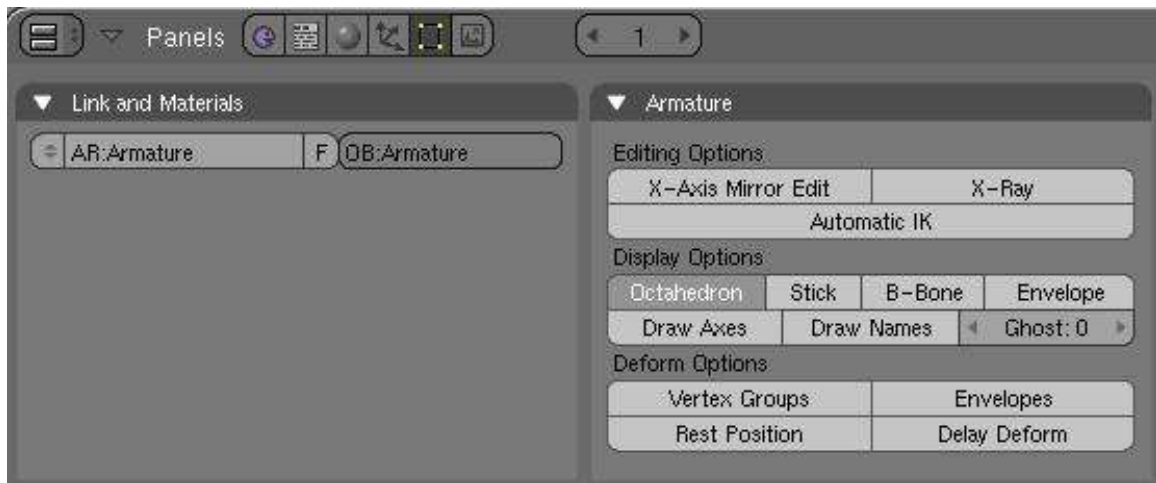 Panels 1
Link and Materials
AR:Armature F OB:Armature
Armature
Editing Options
X-Axis Mirror Edit X-Ray
Automatic IK
Display Options
Octahedron Stick B-Bone Envelope
Draw Axes Draw Names Ghost: 0
Deform Options
Vertex Groups Envelopes
Rest Position Delay Deform